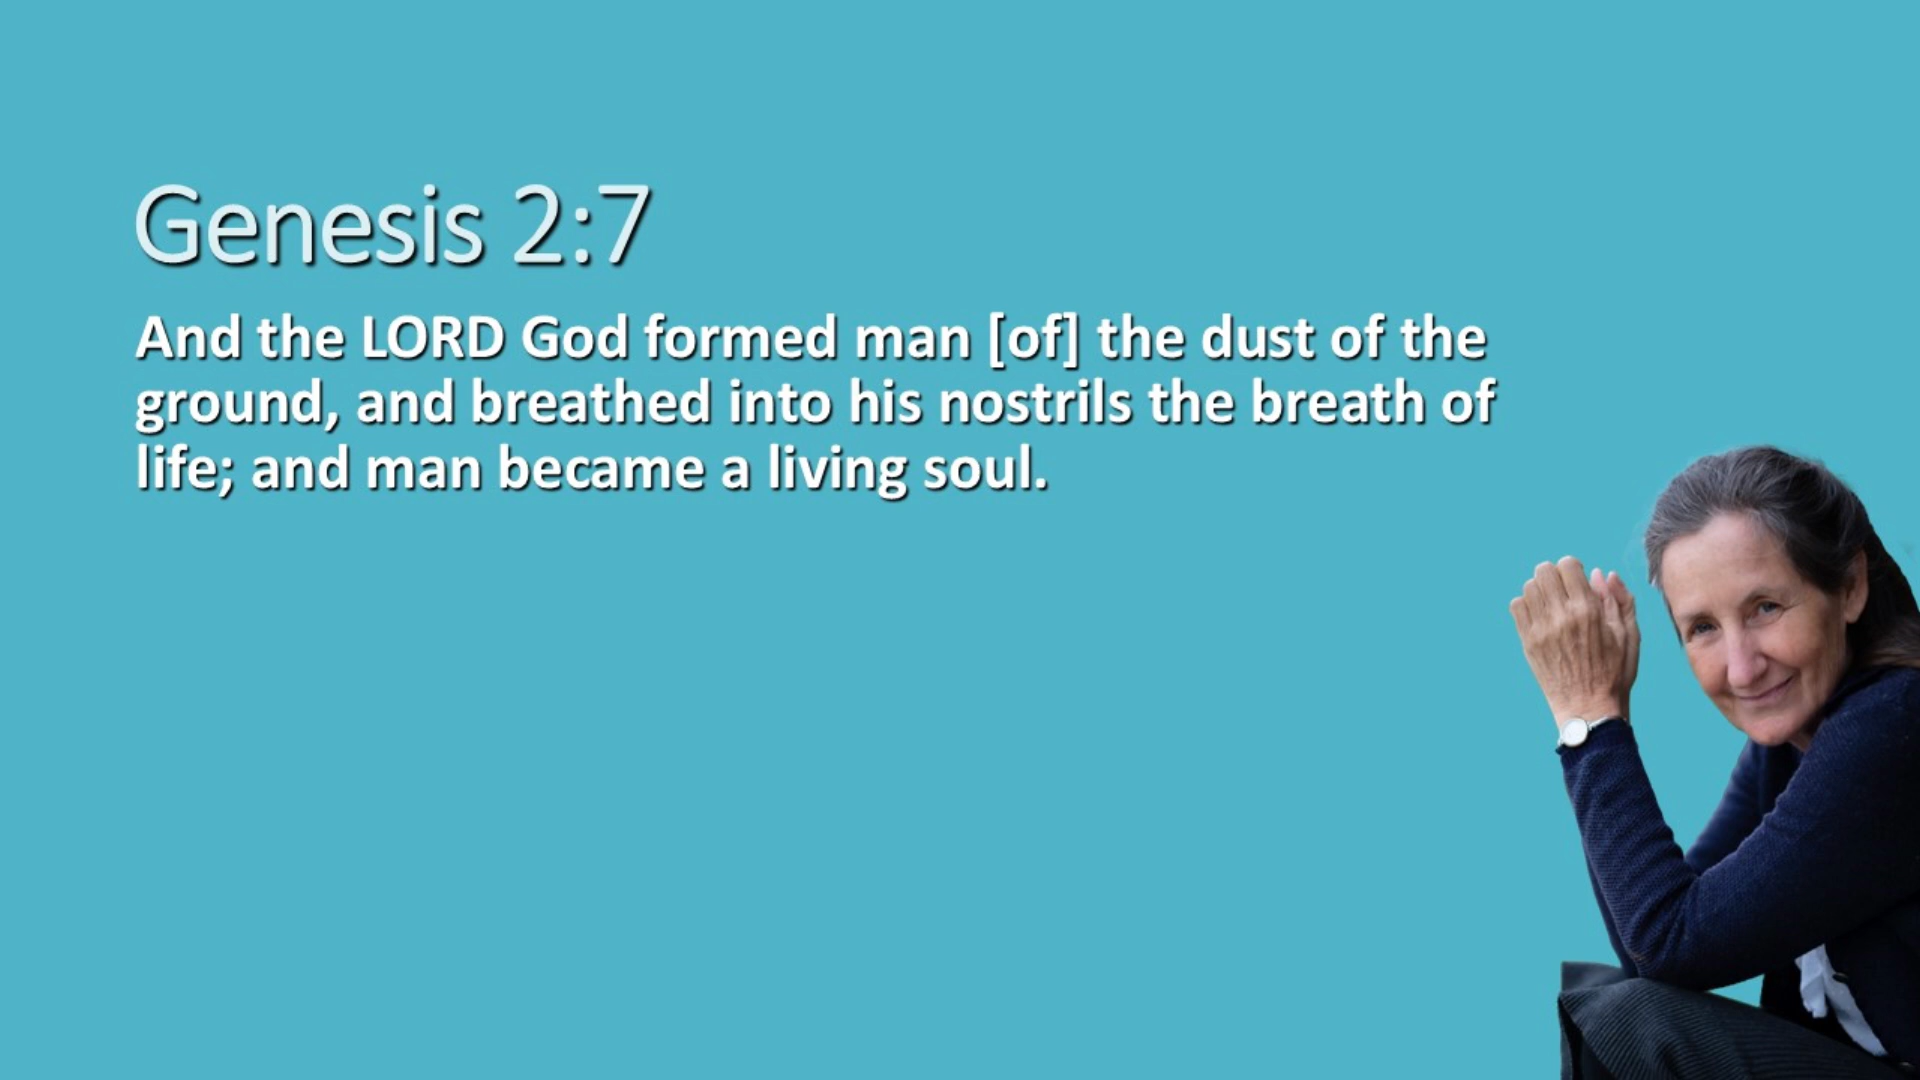 Genesis 2:7
And the LORD God formed man [of] the dust of the
ground, and breathed into his nostrils the breath of
life; and man became a living soul.